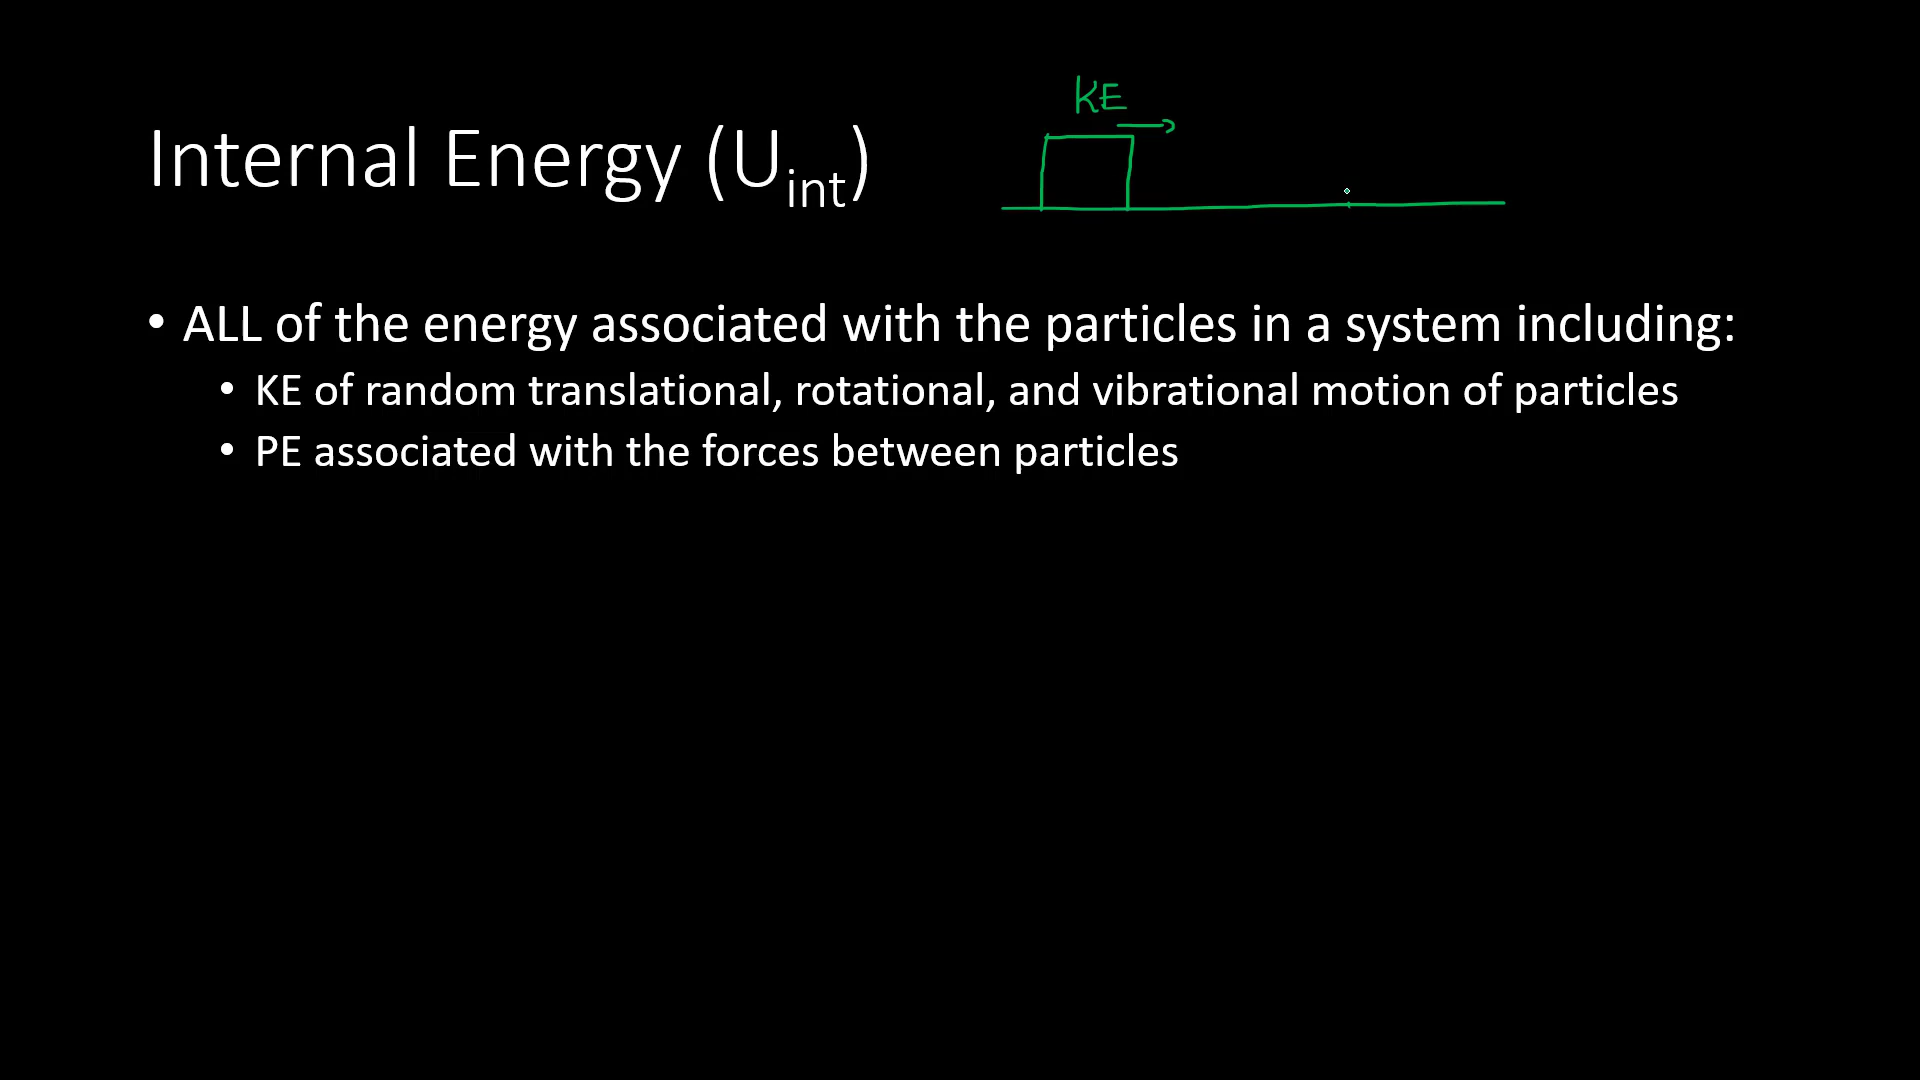 KE
Internal Energy (Uint)
• ALL of the energy associated with the particles in a system including:
• KE of random translational, rotational, and vibrational motion of particles
• PE associated with the forces between particles